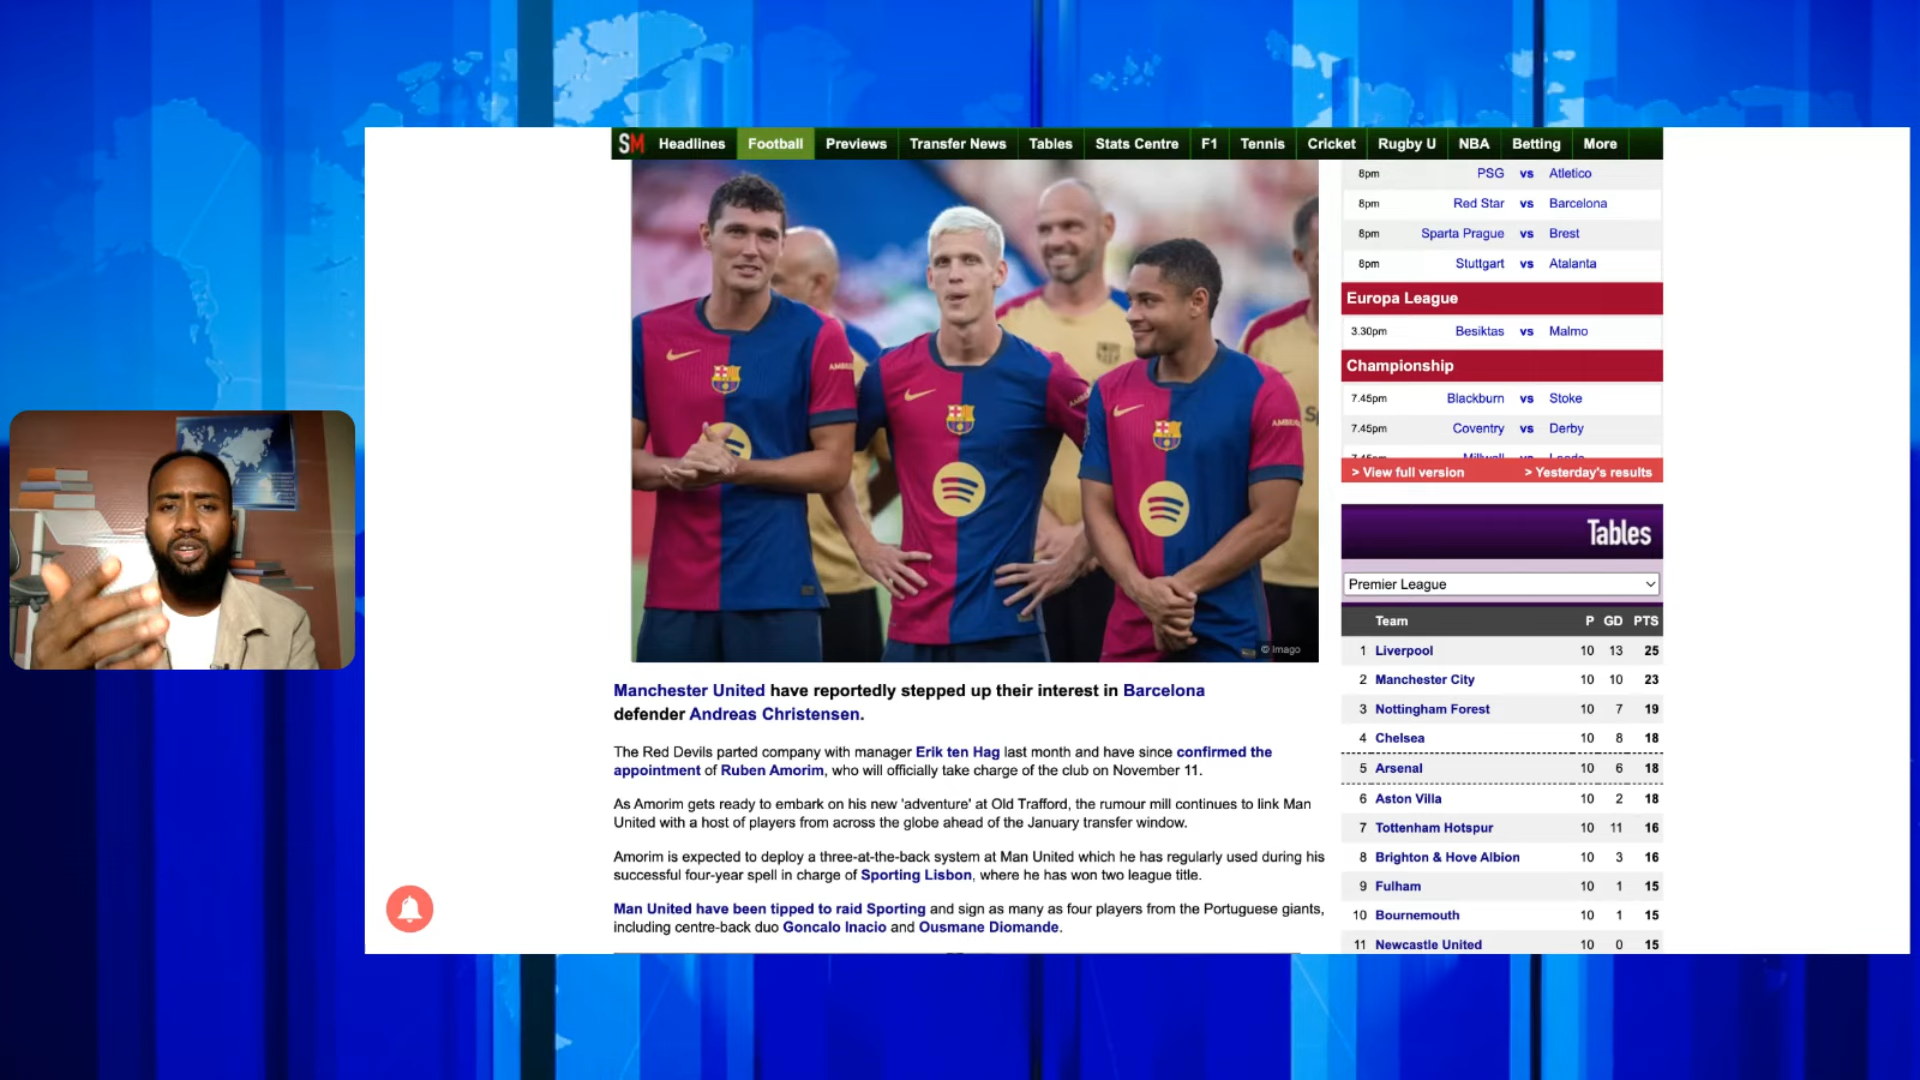 SM Headlines Football Previews Transfer News Tables Stats Centre F1 Tennis Cricket Rugby U NBA Betting More
8pm PSG vs Atletico
8pm Red Star vs Barcelona
8pm Sparta Prague vs Brest
8pm Stuttgart vs Atalanta
Europa League
3.30pm Besiktas vs Malmo
Championship
7.45pm Blackburn vs Stoke
7.45pm Coventry vs Derby
7.45pm Millwall vs Leeds
> View full version > Yesterday's results
© Imago
Manchester United have reportedly stepped up their interest in Barcelona
defender Andreas Christensen.
The Red Devils parted company with manager Erik ten Hag last month and have since confirmed the
appointment of Ruben Amorim, who will officially take charge of the club on November 11.
As Amorim gets ready to embark on his new 'adventure' at Old Trafford, the rumour mill continues to link Man
United with a host of players from across the globe ahead of the January transfer window.
Amorim is expected to deploy a three-at-the-back system at Man United which he has regularly used during his
successful four-year spell in charge of Sporting Lisbon, where he has won two league title.
Man United have been tipped to raid Sporting and sign as many as four players from the Portuguese giants,
including centre-back duo Goncalo Inacio and Ousmane Diomande.
Tables
Premier League
Team P GD PTS
1 Liverpool 10 13 25
2 Manchester City 10 10 23
3 Nottingham Forest 10 7 19
4 Chelsea 10 8 18
5 Arsenal 10 6 18
6 Aston Villa 10 2 18
7 Tottenham Hotspur 10 11 16
8 Brighton & Hove Albion 10 3 16
9 Fulham 10 1 15
10 Bournemouth 10 1 15
11 Newcastle United 10 0 15